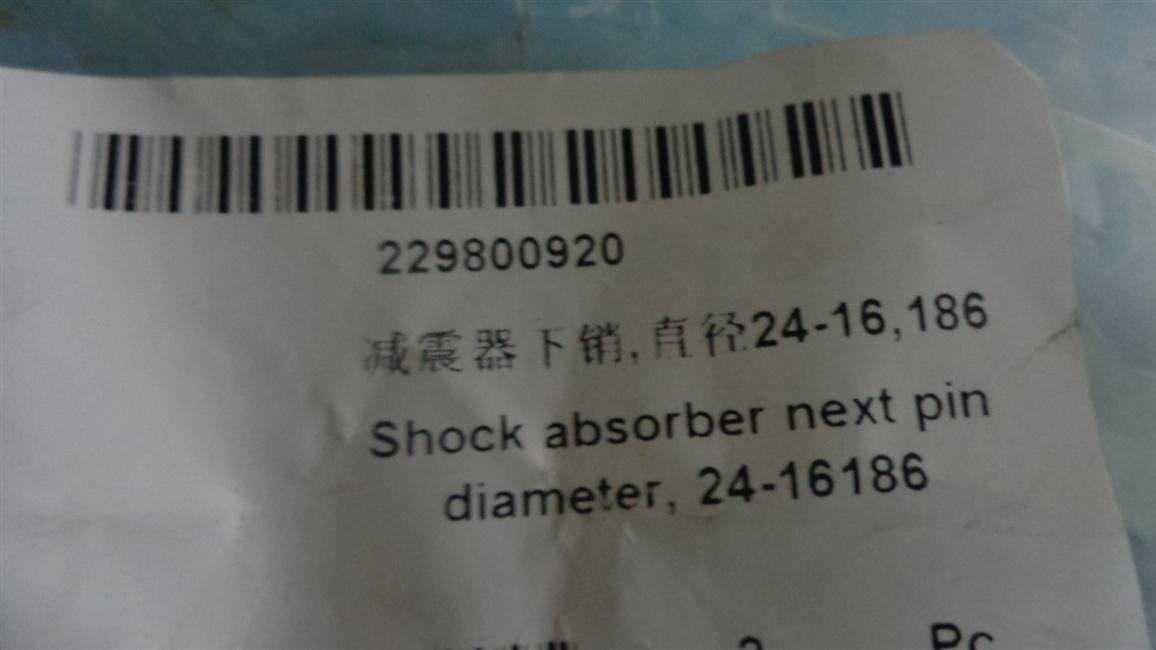 229800920
减震器下销,直径24-16,186
Shock absorber next pin
diameter, 24-16186
Pc